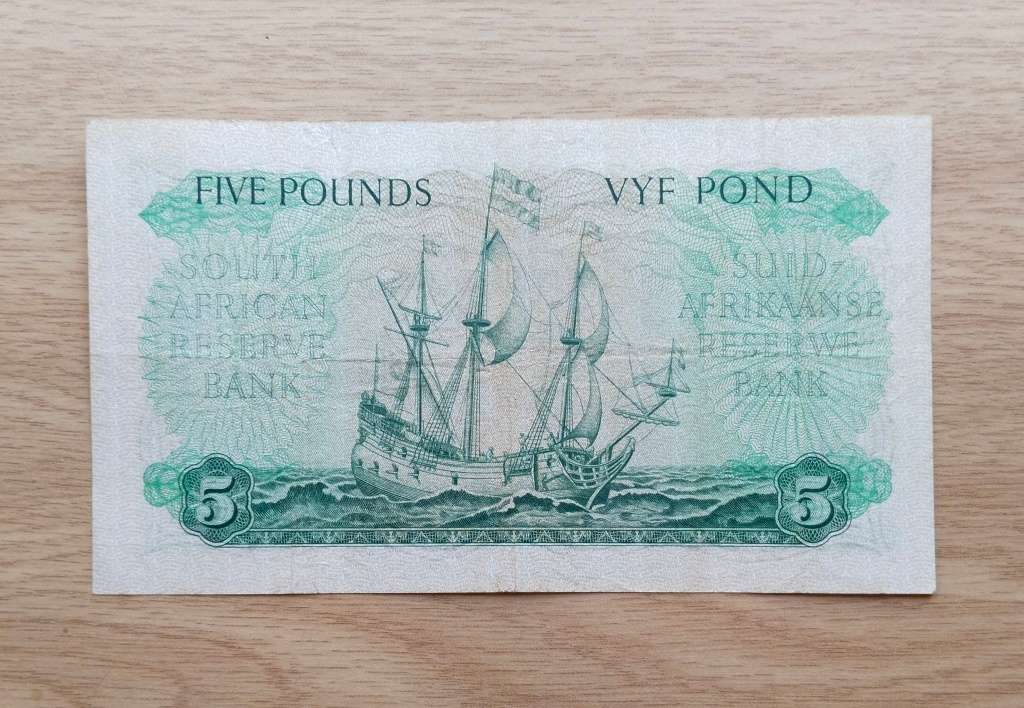 FIVE POUNDS
VYF POND
SOUTH
AFRICAN
RESERVE
BANK
SUID-
AFRIKAANSE
RESERWE
BANK
5
5